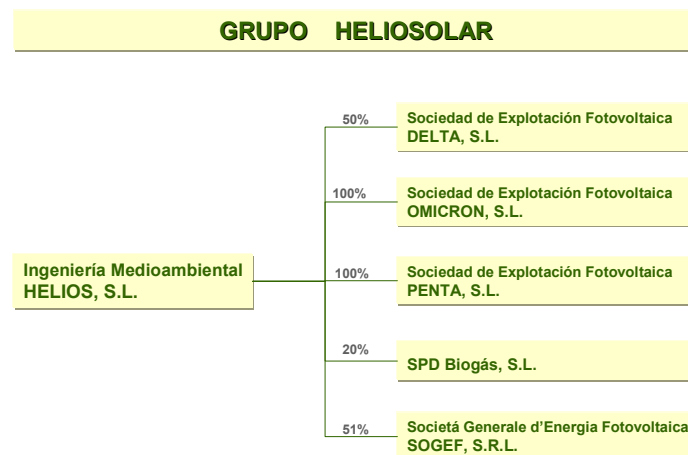 GRUPO HELIOSOLAR
50%
Sociedad de Explotación Fotovoltaica
DELTA, S.L.
100%
Sociedad de Explotación Fotovoltaica
OMICRON, S.L.
Ingeniería Medioambiental
HELIOS, S.L.
100%
Sociedad de Explotación Fotovoltaica
PENTA, S.L.
20%
SPD Biogás, S.L.
51%
Societá Generale d'Energia Fotovoltaica
SOGEF, S.R.L.